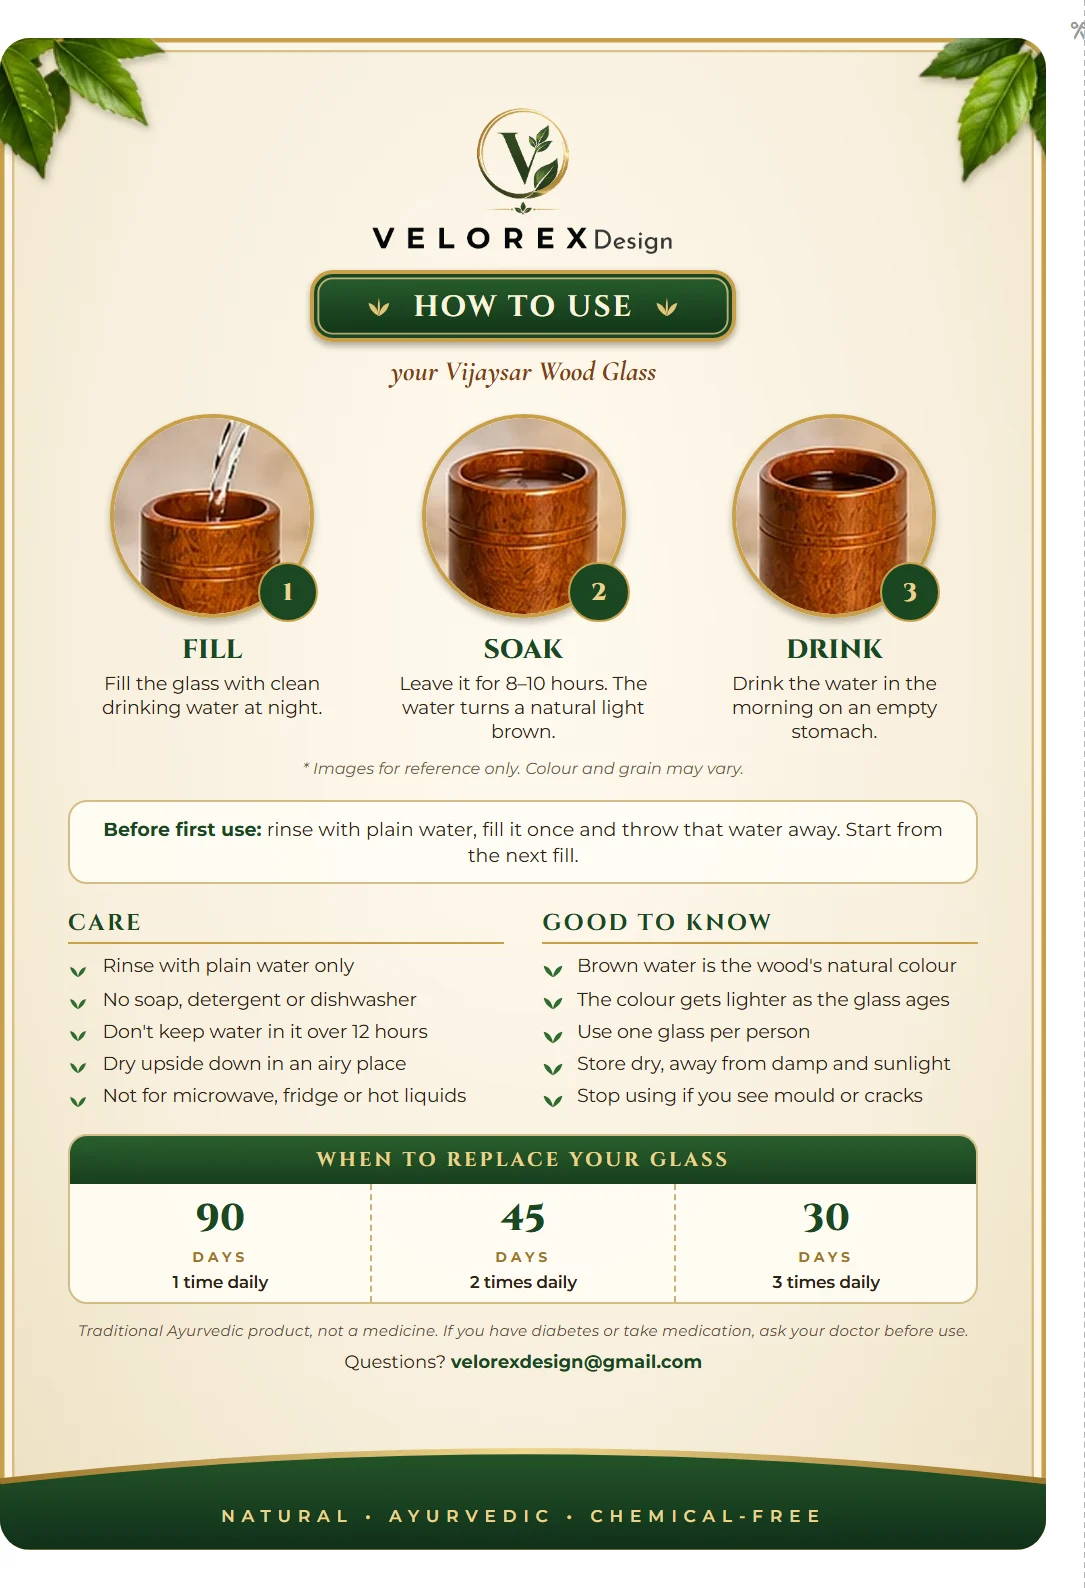 VELOREX Design
HOW TO USE
your Vijaysar Wood Glass
1
2
3
FILL
Fill the glass with clean
drinking water at night.
SOAK
Leave it for 8–10 hours. The
water turns a natural light
brown.
DRINK
Drink the water in the
morning on an empty
stomach.
* Images for reference only. Colour and grain may vary.
Before first use: rinse with plain water, fill it once and throw that water away. Start from
the next fill.
CARE
Rinse with plain water only
No soap, detergent or dishwasher
Don't keep water in it over 12 hours
Dry upside down in an airy place
Not for microwave, fridge or hot liquids
GOOD TO KNOW
Brown water is the wood's natural colour
The colour gets lighter as the glass ages
Use one glass per person
Store dry, away from damp and sunlight
Stop using if you see mould or cracks
WHEN TO REPLACE YOUR GLASS
90
DAYS
1 time daily
45
DAYS
2 times daily
30
DAYS
3 times daily
Traditional Ayurvedic product, not a medicine. If you have diabetes or take medication, ask your doctor before use.
Questions? velorexdesign@gmail.com
NATURAL • AYURVEDIC • CHEMICAL-FREE